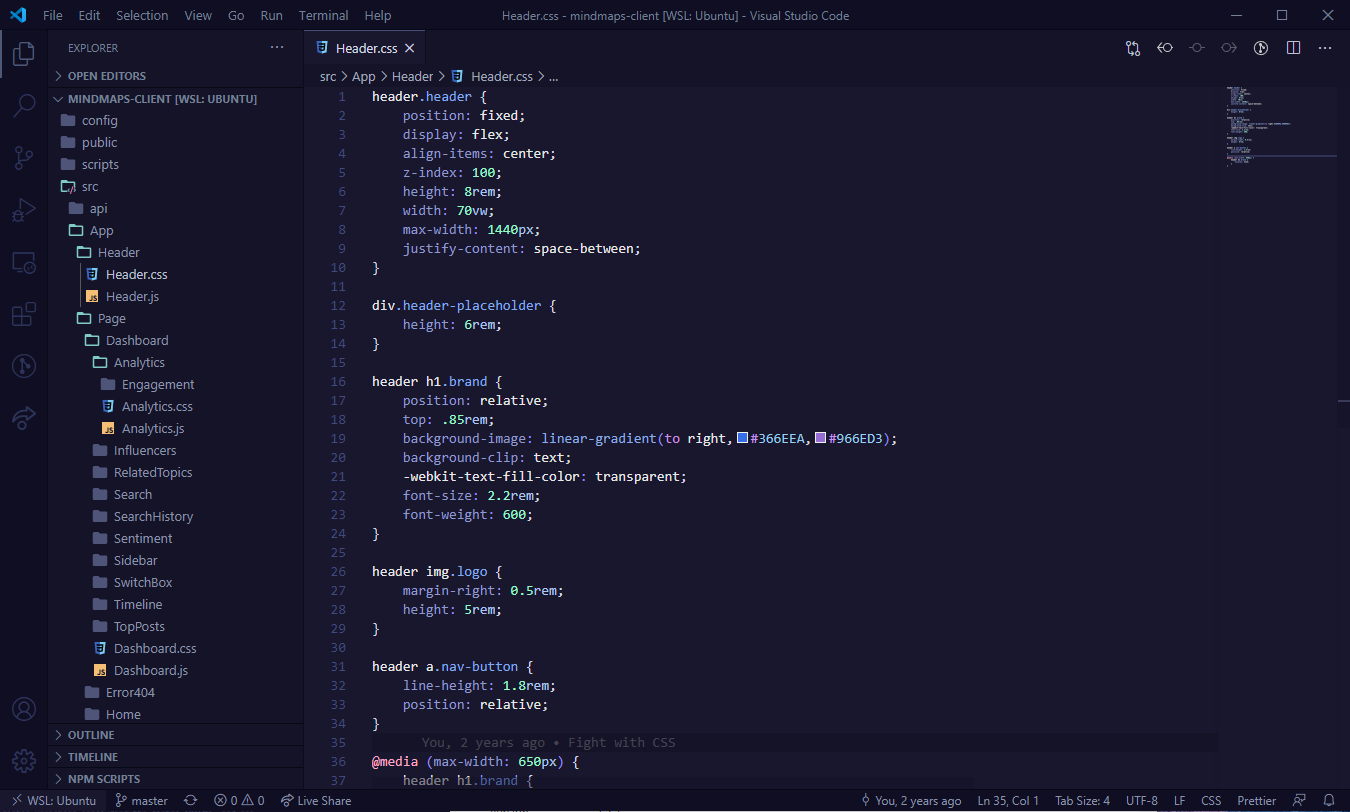 File Edit Selection View Go Run Terminal Help Header.css - mindmaps-client [WSL: Ubuntu] - Visual Studio Code
EXPLORER
OPEN EDITORS
MINDMAPS-CLIENT [WSL: UBUNTU]
config
public
scripts
src
api
App
Header
Header.css
JS Header.js
Page
Dashboard
Analytics
Engagement
Analytics.css
JS Analytics.js
Influencers
RelatedTopics
Search
SearchHistory
Sentiment
Sidebar
SwitchBox
Timeline
TopPosts
Dashboard.css
JS Dashboard.js
Error404
Home
OUTLINE
TIMELINE
NPM SCRIPTS
Header.css
src > App > Header > Header.css > ...
1 header.header {
2 position: fixed;
3 display: flex;
4 align-items: center;
5 z-index: 100;
6 height: 8rem;
7 width: 70vw;
8 max-width: 1440px;
9 justify-content: space-between;
10 }
11
12 div.header-placeholder {
13 height: 6rem;
14 }
15
16 header h1.brand {
17 position: relative;
18 top: .85rem;
19 background-image: linear-gradient(to right, #366EEA, #966ED3);
20 background-clip: text;
21 -webkit-text-fill-color: transparent;
22 font-size: 2.2rem;
23 font-weight: 600;
24 }
25
26 header img.logo {
27 margin-right: 0.5rem;
28 height: 5rem;
29 }
30
31 header a.nav-button {
32 line-height: 1.8rem;
33 position: relative;
34 }
35 You, 2 years ago • Fight with CSS
36 @media (max-width: 650px) {
37 header h1.brand {
WSL: Ubuntu master 0 0 Live Share You, 2 years ago Ln 35, Col 1 Tab Size: 4 UTF-8 LF CSS Prettier